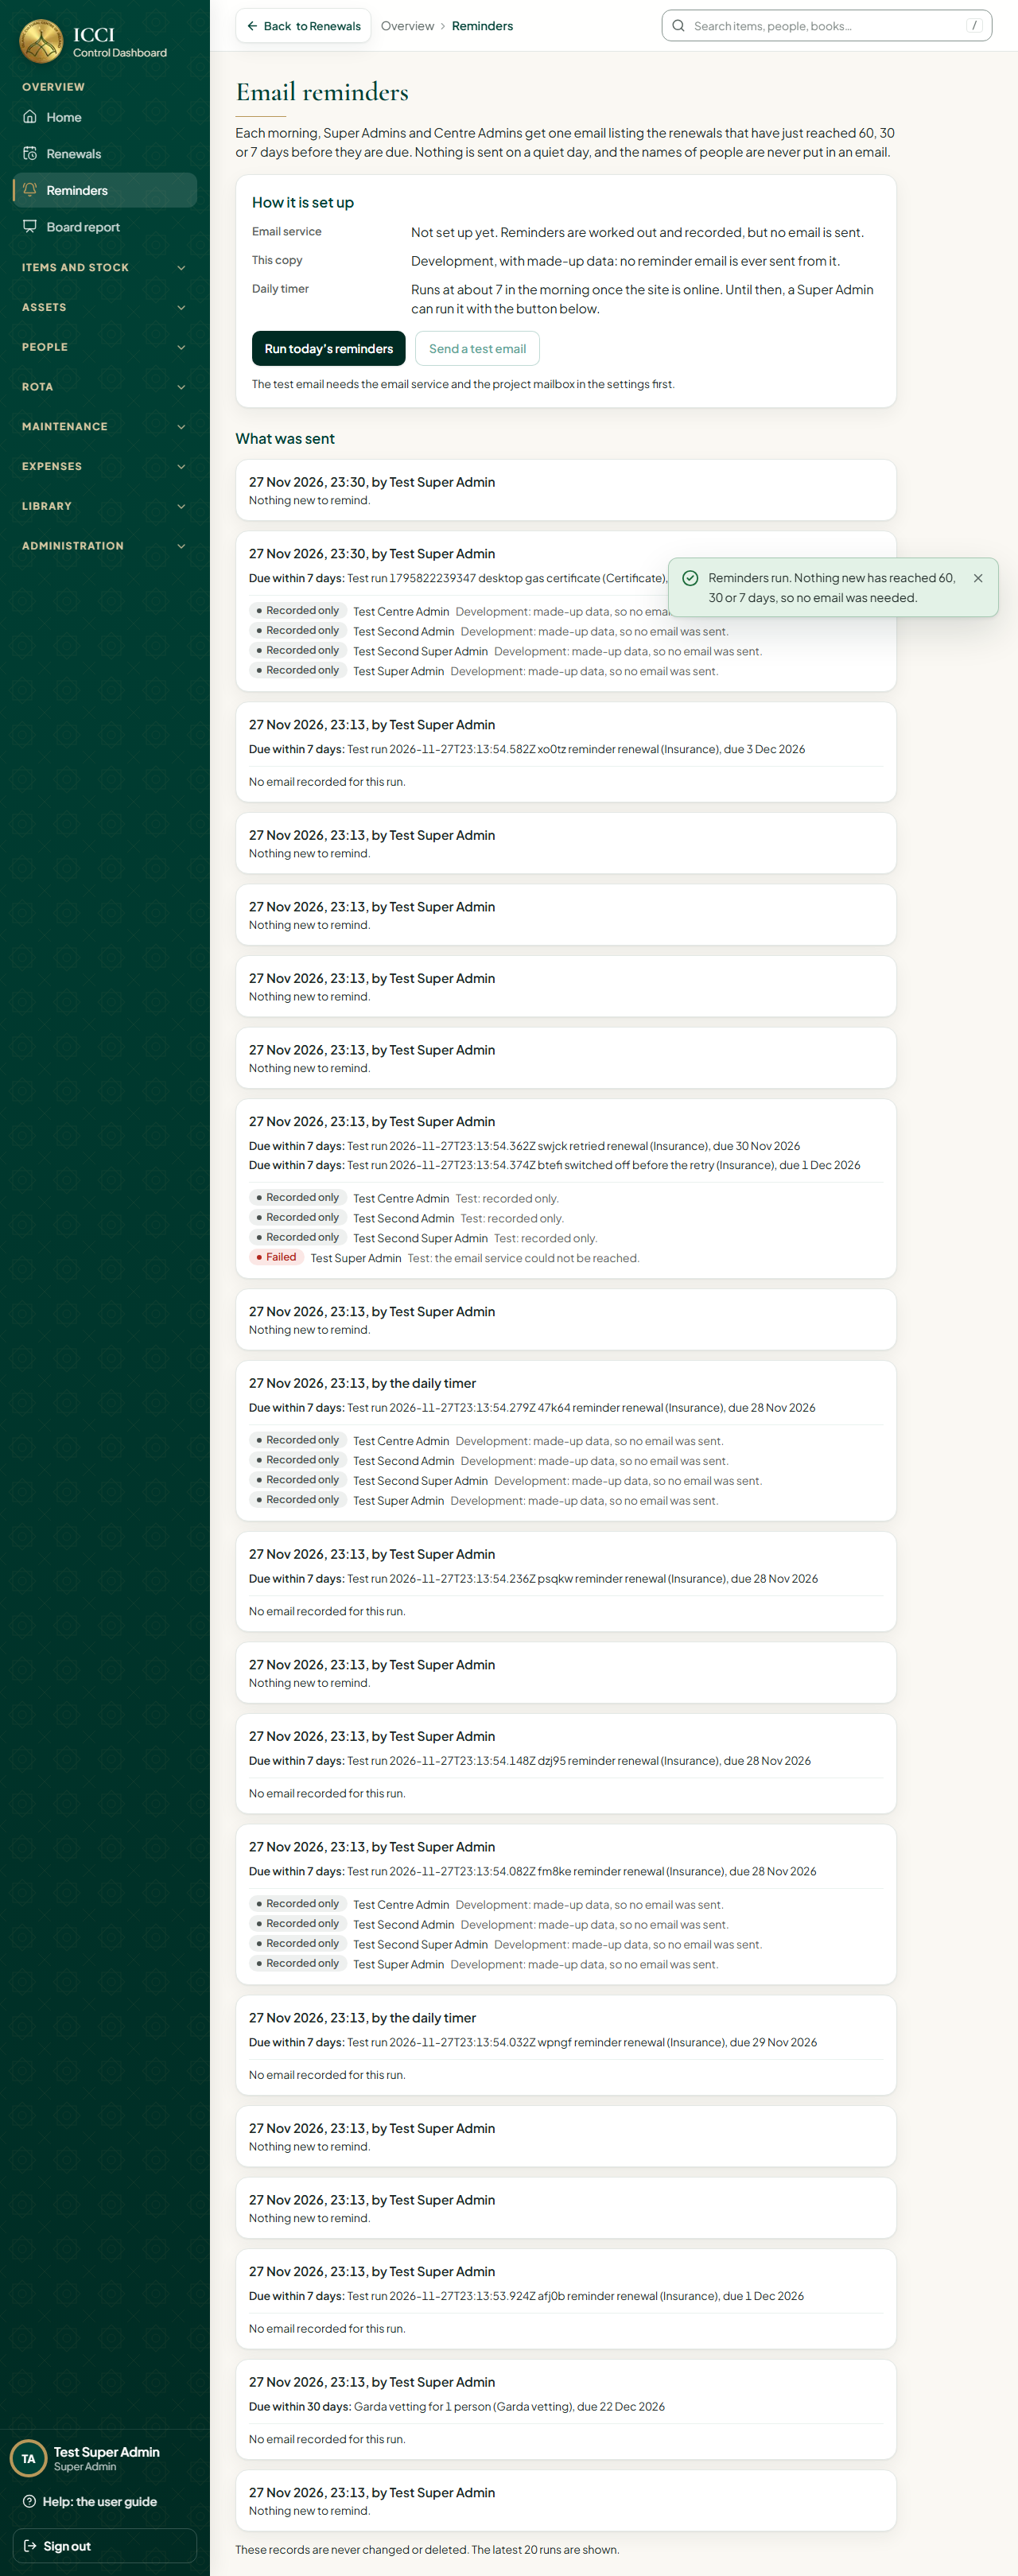 ICCI
Control Dashboard
OVERVIEW
Home
Renewals
Reminders
Board report
ITEMS AND STOCK
ASSETS
PEOPLE
ROTA
MAINTENANCE
EXPENSES
LIBRARY
ADMINISTRATION
TA
Test Super Admin
Super Admin
Help: the user guide
Sign out
Back to Renewals
Overview > Reminders
Search items, people, books...
/
Email reminders
Each morning, Super Admins and Centre Admins get one email listing the renewals that have just reached 60, 30
or 7 days before they are due. Nothing is sent on a quiet day, and the names of people are never put in an email.
How it is set up
Email service
Not set up yet. Reminders are worked out and recorded, but no email is sent.
This copy
Development, with made-up data: no reminder email is ever sent from it.
Daily timer
Runs at about 7 in the morning once the site is online. Until then, a Super Admin
can run it with the button below.
Run today's reminders
Send a test email
The test email needs the email service and the project mailbox in the settings first.
What was sent
27 Nov 2026, 23:30, by Test Super Admin
Nothing new to remind.
27 Nov 2026, 23:30, by Test Super Admin
Due within 7 days: Test run 1795822239347 desktop gas certificate (Certificate),
Reminders run. Nothing new has reached 60,
30 or 7 days, so no email was needed.
Recorded only Test Centre Admin Development: made-up data, so no
Recorded only Test Second Admin Development: made-up data, so no email was sent.
Recorded only Test Second Super Admin Development: made-up data, so no email was sent.
Recorded only Test Super Admin Development: made-up data, so no email was sent.
27 Nov 2026, 23:13, by Test Super Admin
Due within 7 days: Test run 2026-11-27T23:13:54.582Z xo0tz reminder renewal (Insurance), due 3 Dec 2026
No email recorded for this run.
27 Nov 2026, 23:13, by Test Super Admin
Nothing new to remind.
27 Nov 2026, 23:13, by Test Super Admin
Nothing new to remind.
27 Nov 2026, 23:13, by Test Super Admin
Nothing new to remind.
27 Nov 2026, 23:13, by Test Super Admin
Nothing new to remind.
27 Nov 2026, 23:13, by Test Super Admin
Due within 7 days: Test run 2026-11-27T23:13:54.362Z swjck retried renewal (Insurance), due 30 Nov 2026
Due within 7 days: Test run 2026-11-27T23:13:54.374Z btefi switched off before the retry (Insurance), due 1 Dec 2026
Recorded only Test Centre Admin Test: recorded only.
Recorded only Test Second Admin Test: recorded only.
Recorded only Test Second Super Admin Test: recorded only.
Failed Test Super Admin Test: the email service could not be reached.
27 Nov 2026, 23:13, by Test Super Admin
Nothing new to remind.
27 Nov 2026, 23:13, by the daily timer
Due within 7 days: Test run 2026-11-27T23:13:54.279Z 47k64 reminder renewal (Insurance), due 28 Nov 2026
Recorded only Test Centre Admin Development: made-up data, so no email was sent.
Recorded only Test Second Admin Development: made-up data, so no email was sent.
Recorded only Test Second Super Admin Development: made-up data, so no email was sent.
Recorded only Test Super Admin Development: made-up data, so no email was sent.
27 Nov 2026, 23:13, by Test Super Admin
Due within 7 days: Test run 2026-11-27T23:13:54.236Z psqkw reminder renewal (Insurance), due 28 Nov 2026
No email recorded for this run.
27 Nov 2026, 23:13, by Test Super Admin
Nothing new to remind.
27 Nov 2026, 23:13, by Test Super Admin
Due within 7 days: Test run 2026-11-27T23:13:54.148Z dzj95 reminder renewal (Insurance), due 28 Nov 2026
No email recorded for this run.
27 Nov 2026, 23:13, by Test Super Admin
Due within 7 days: Test run 2026-11-27T23:13:54.082Z fm8ke reminder renewal (Insurance), due 28 Nov 2026
Recorded only Test Centre Admin Development: made-up data, so no email was sent.
Recorded only Test Second Admin Development: made-up data, so no email was sent.
Recorded only Test Second Super Admin Development: made-up data, so no email was sent.
Recorded only Test Super Admin Development: made-up data, so no email was sent.
27 Nov 2026, 23:13, by the daily timer
Due within 7 days: Test run 2026-11-27T23:13:54.032Z wpngf reminder renewal (Insurance), due 29 Nov 2026
No email recorded for this run.
27 Nov 2026, 23:13, by Test Super Admin
Nothing new to remind.
27 Nov 2026, 23:13, by Test Super Admin
Nothing new to remind.
27 Nov 2026, 23:13, by Test Super Admin
Due within 7 days: Test run 2026-11-27T23:13:53.924Z afj0b reminder renewal (Insurance), due 1 Dec 2026
No email recorded for this run.
27 Nov 2026, 23:13, by Test Super Admin
Due within 30 days: Garda vetting for 1 person (Garda vetting), due 22 Dec 2026
No email recorded for this run.
27 Nov 2026, 23:13, by Test Super Admin
Nothing new to remind.
These records are never changed or deleted. The latest 20 runs are shown.